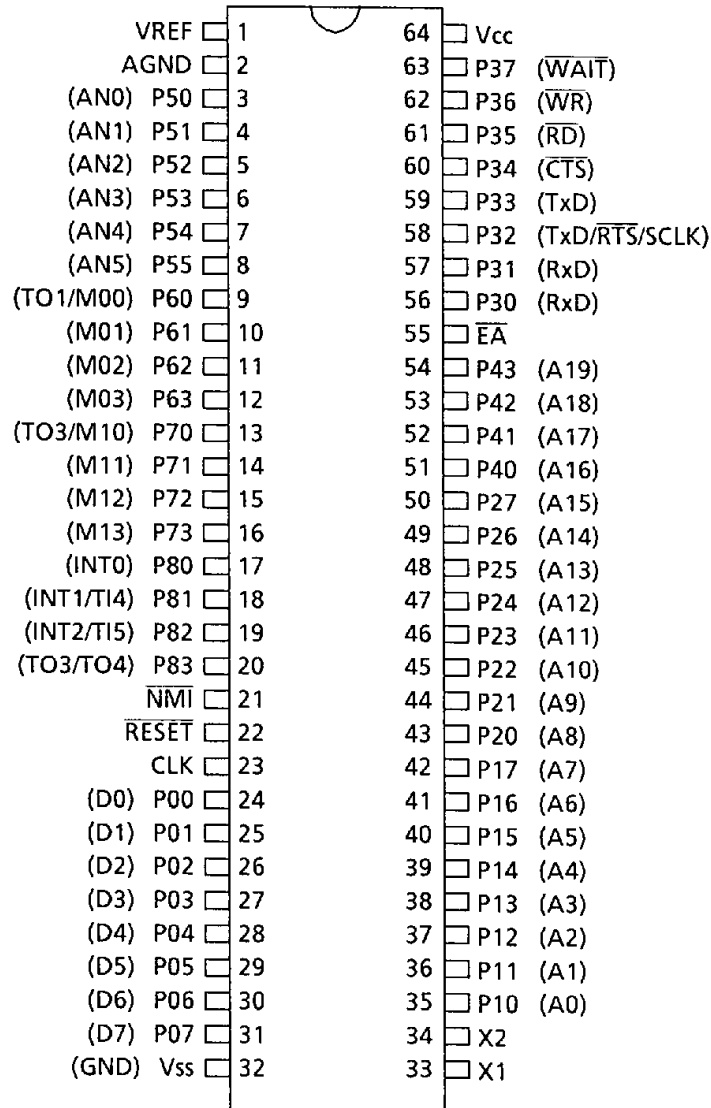 VREF 1 64 Vcc
AGND 2 63 P37 (W̅A̅I̅T̅)
(AN0) P50 3 62 P36 (W̅R̅)
(AN1) P51 4 61 P35 (R̅D̅)
(AN2) P52 5 60 P34 (C̅T̅S̅)
(AN3) P53 6 59 P33 (TxD)
(AN4) P54 7 58 P32 (TxD/R̅T̅S̅/SCLK)
(AN5) P55 8 57 P31 (RxD)
(TO1/M00) P60 9 56 P30 (RxD)
(M01) P61 10 55 E̅A̅
(M02) P62 11 54 P43 (A19)
(M03) P63 12 53 P42 (A18)
(TO3/M10) P70 13 52 P41 (A17)
(M11) P71 14 51 P40 (A16)
(M12) P72 15 50 P27 (A15)
(M13) P73 16 49 P26 (A14)
(INT0) P80 17 48 P25 (A13)
(INT1/TI4) P81 18 47 P24 (A12)
(INT2/TI5) P82 19 46 P23 (A11)
(TO3/TO4) P83 20 45 P22 (A10)
N̅M̅I̅ 21 44 P21 (A9)
R̅E̅S̅E̅T̅ 22 43 P20 (A8)
CLK 23 42 P17 (A7)
(D0) P00 24 41 P16 (A6)
(D1) P01 25 40 P15 (A5)
(D2) P02 26 39 P14 (A4)
(D3) P03 27 38 P13 (A3)
(D4) P04 28 37 P12 (A2)
(D5) P05 29 36 P11 (A1)
(D6) P06 30 35 P10 (A0)
(D7) P07 31 34 X2
(GND) Vss 32 33 X1